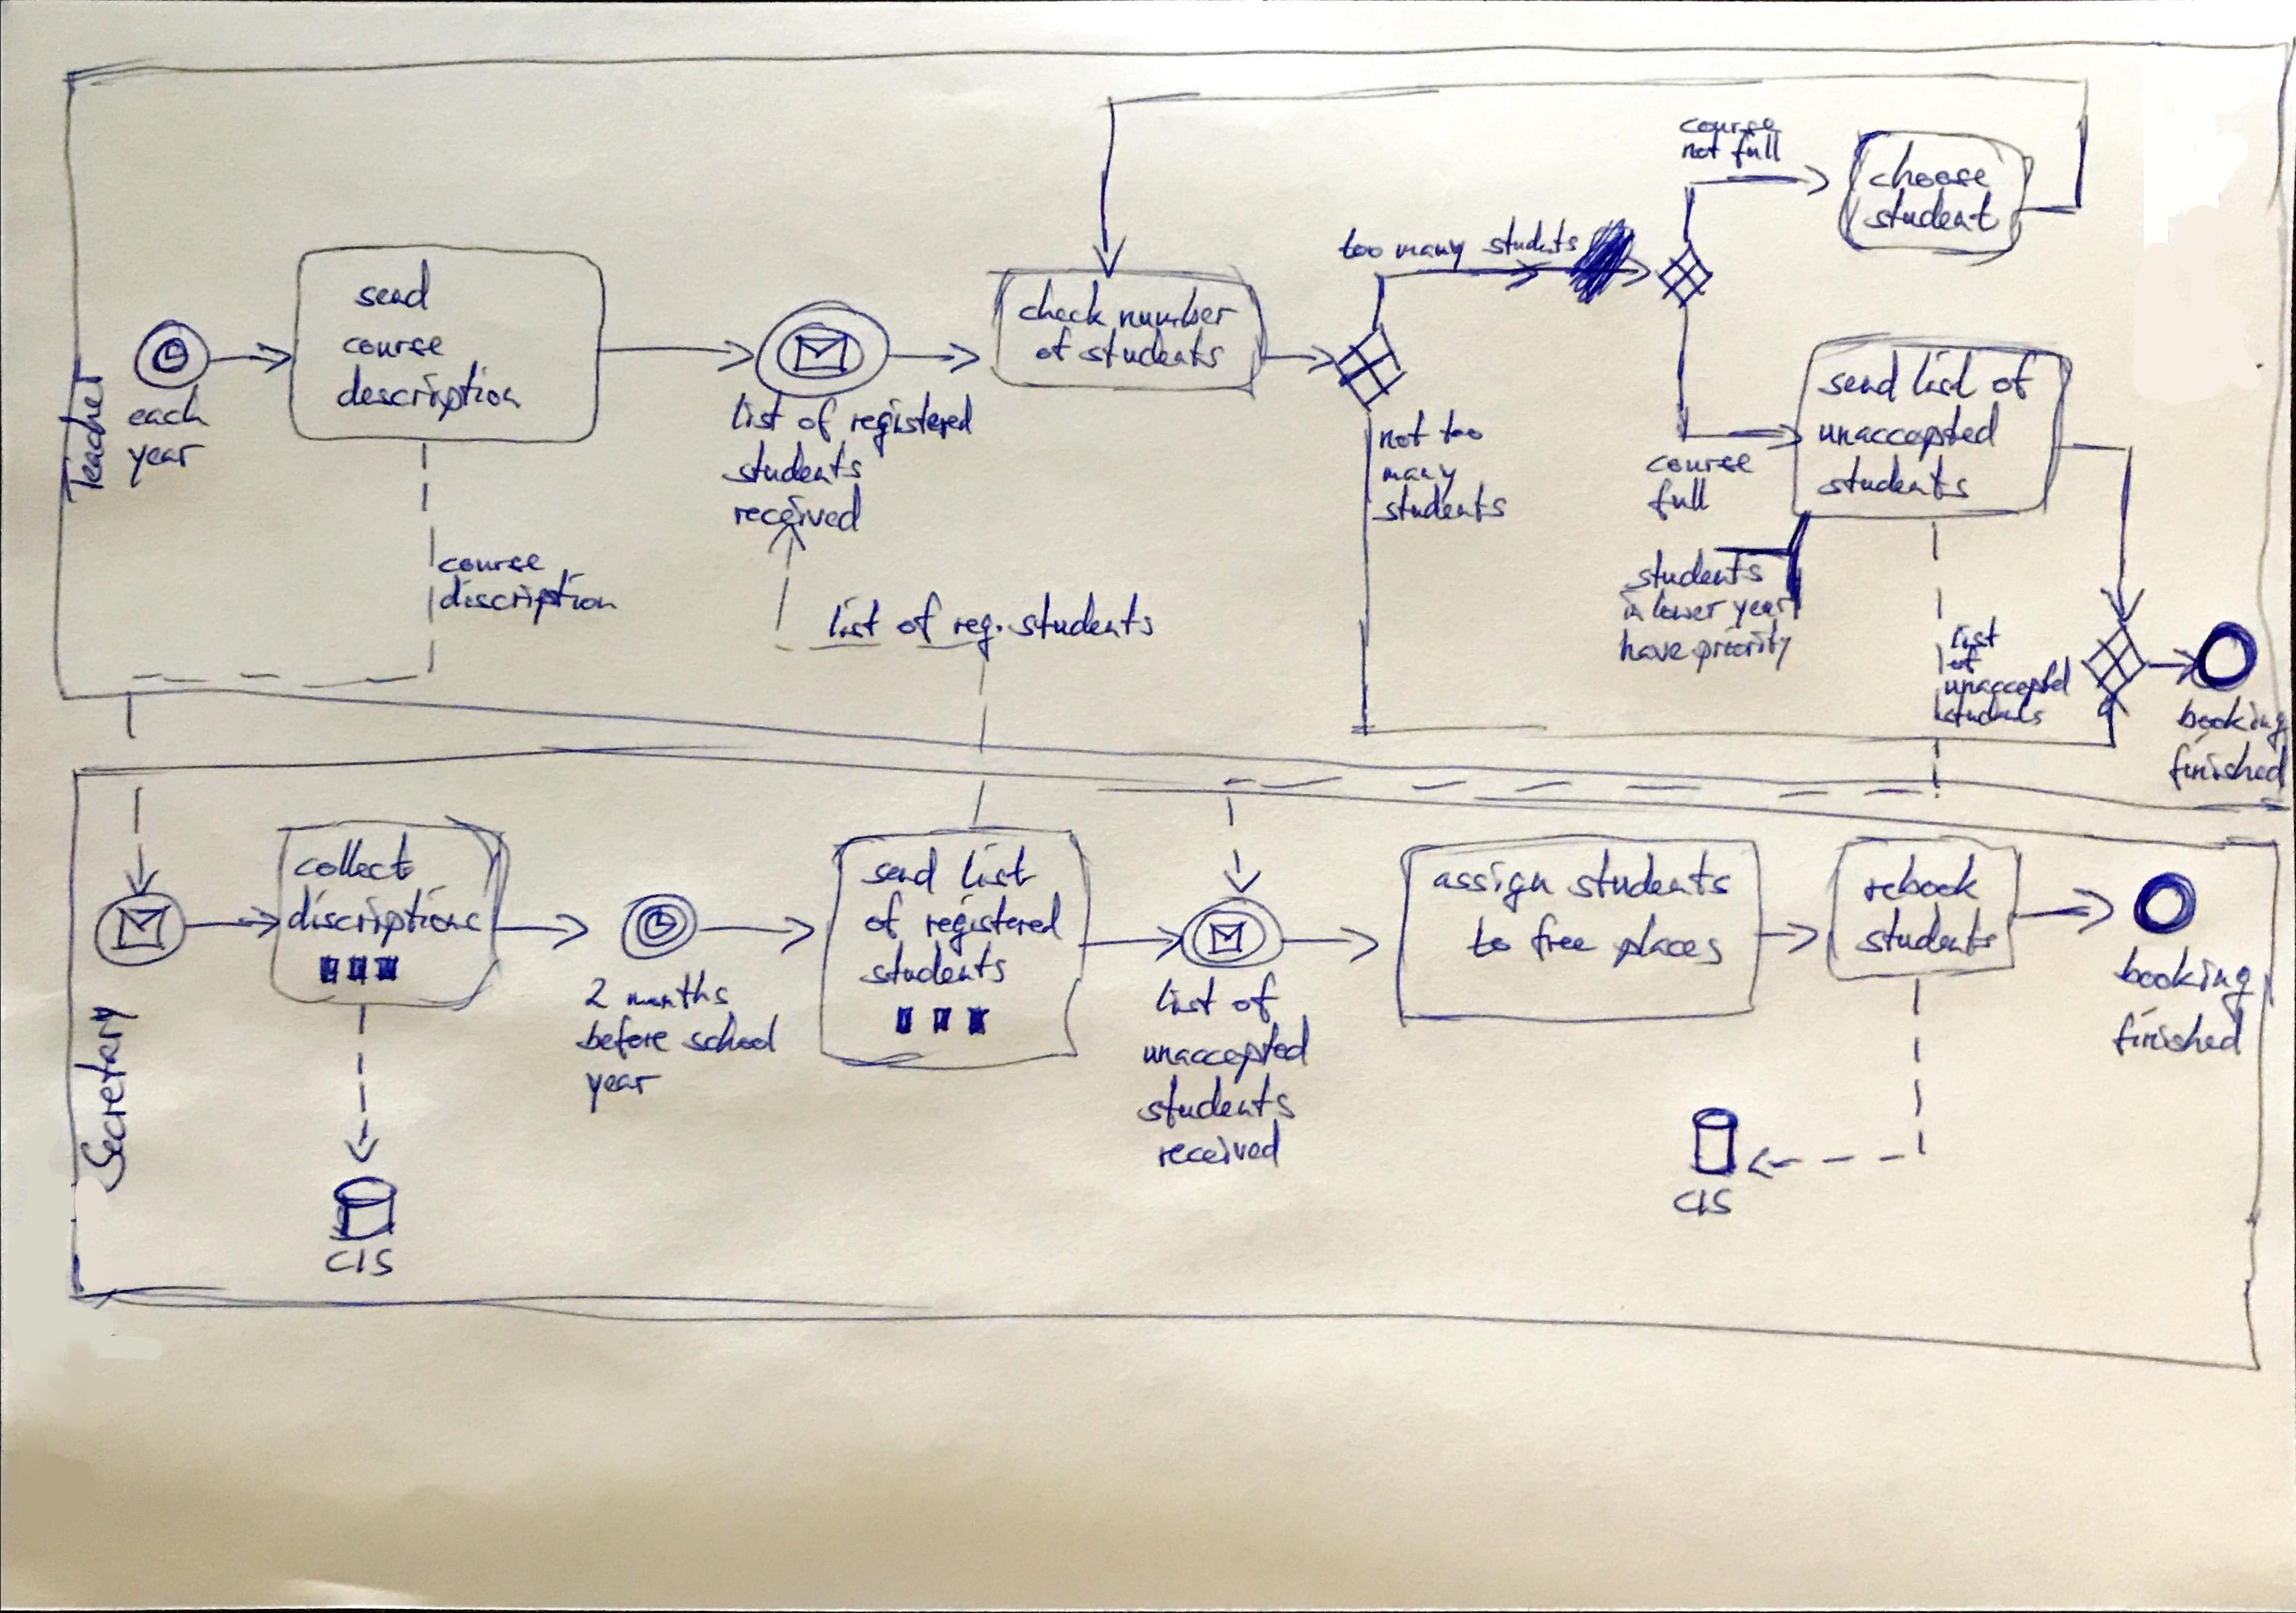 Teacher
each
year
send
course
description
course
discription
list of registered
students
received
list of reg. students
check number
of students
too many students
not too
many
students
course
not full
choose
student
course
full
send list of
unaccepted
students
students
in lower year
have priority
list
of
unaccepted
students
booking
finished
Secretary
collect
discriptions
CIS
2 months
before school
year
send list
of registered
students
list of
unaccepted
students
received
assign students
to free places
rebook
students
CIS
booking
finished